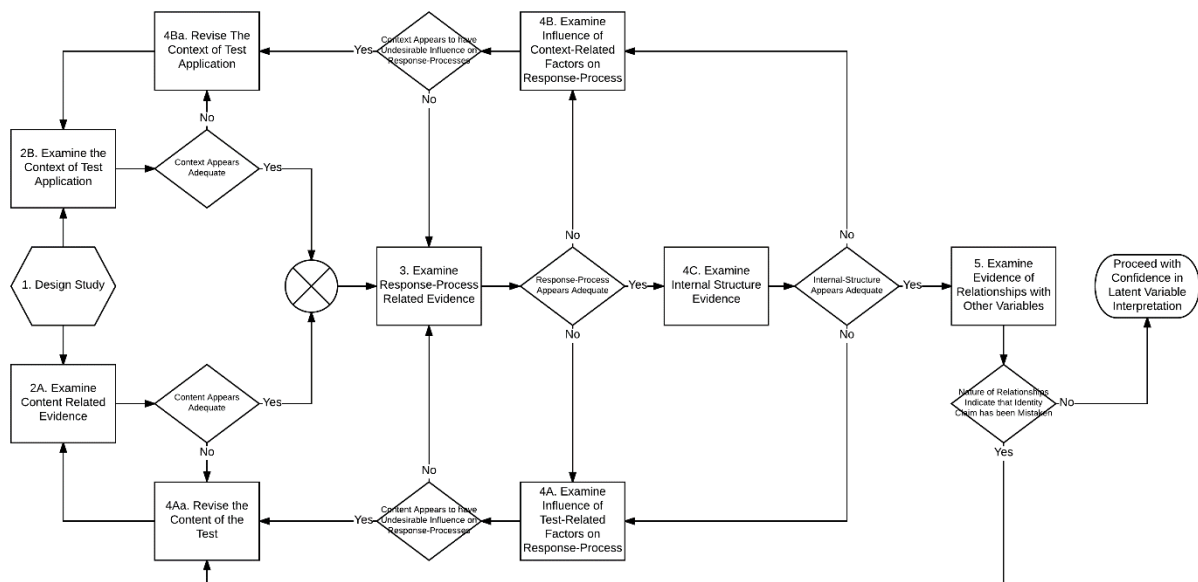 4Ba. Revise The
Context of Test
Application
Yes
Context Appears to have
Undesirable Influence on
Response-Processes
4B. Examine
Influence of
Context-Related
Factors on
Response-Process
No
No
2B. Examine the
Context of Test
Application
Context Appears
Adequate
Yes
No
No
1. Design Study
3. Examine
Response-Process
Related Evidence
Response-Process
Appears Adequate
Yes
4C. Examine
Internal Structure
Evidence
Internal-Structure
Appears Adequate
Yes
5. Examine
Evidence of
Relationships with
Other Variables
Proceed with
Confidence in
Latent Variable
Interpretation
No
No
2A. Examine
Content Related
Evidence
Content Appears
Adequate
Yes
Nature of Relationships
Indicate that Identity
Claim has been Mistaken
No
No
No
Yes
4Aa. Revise the
Content of the
Test
Yes
Content Appears to have
Undesirable Influence on
Response-Processes
4A. Examine
Influence of
Test-Related
Factors on
Response-Process